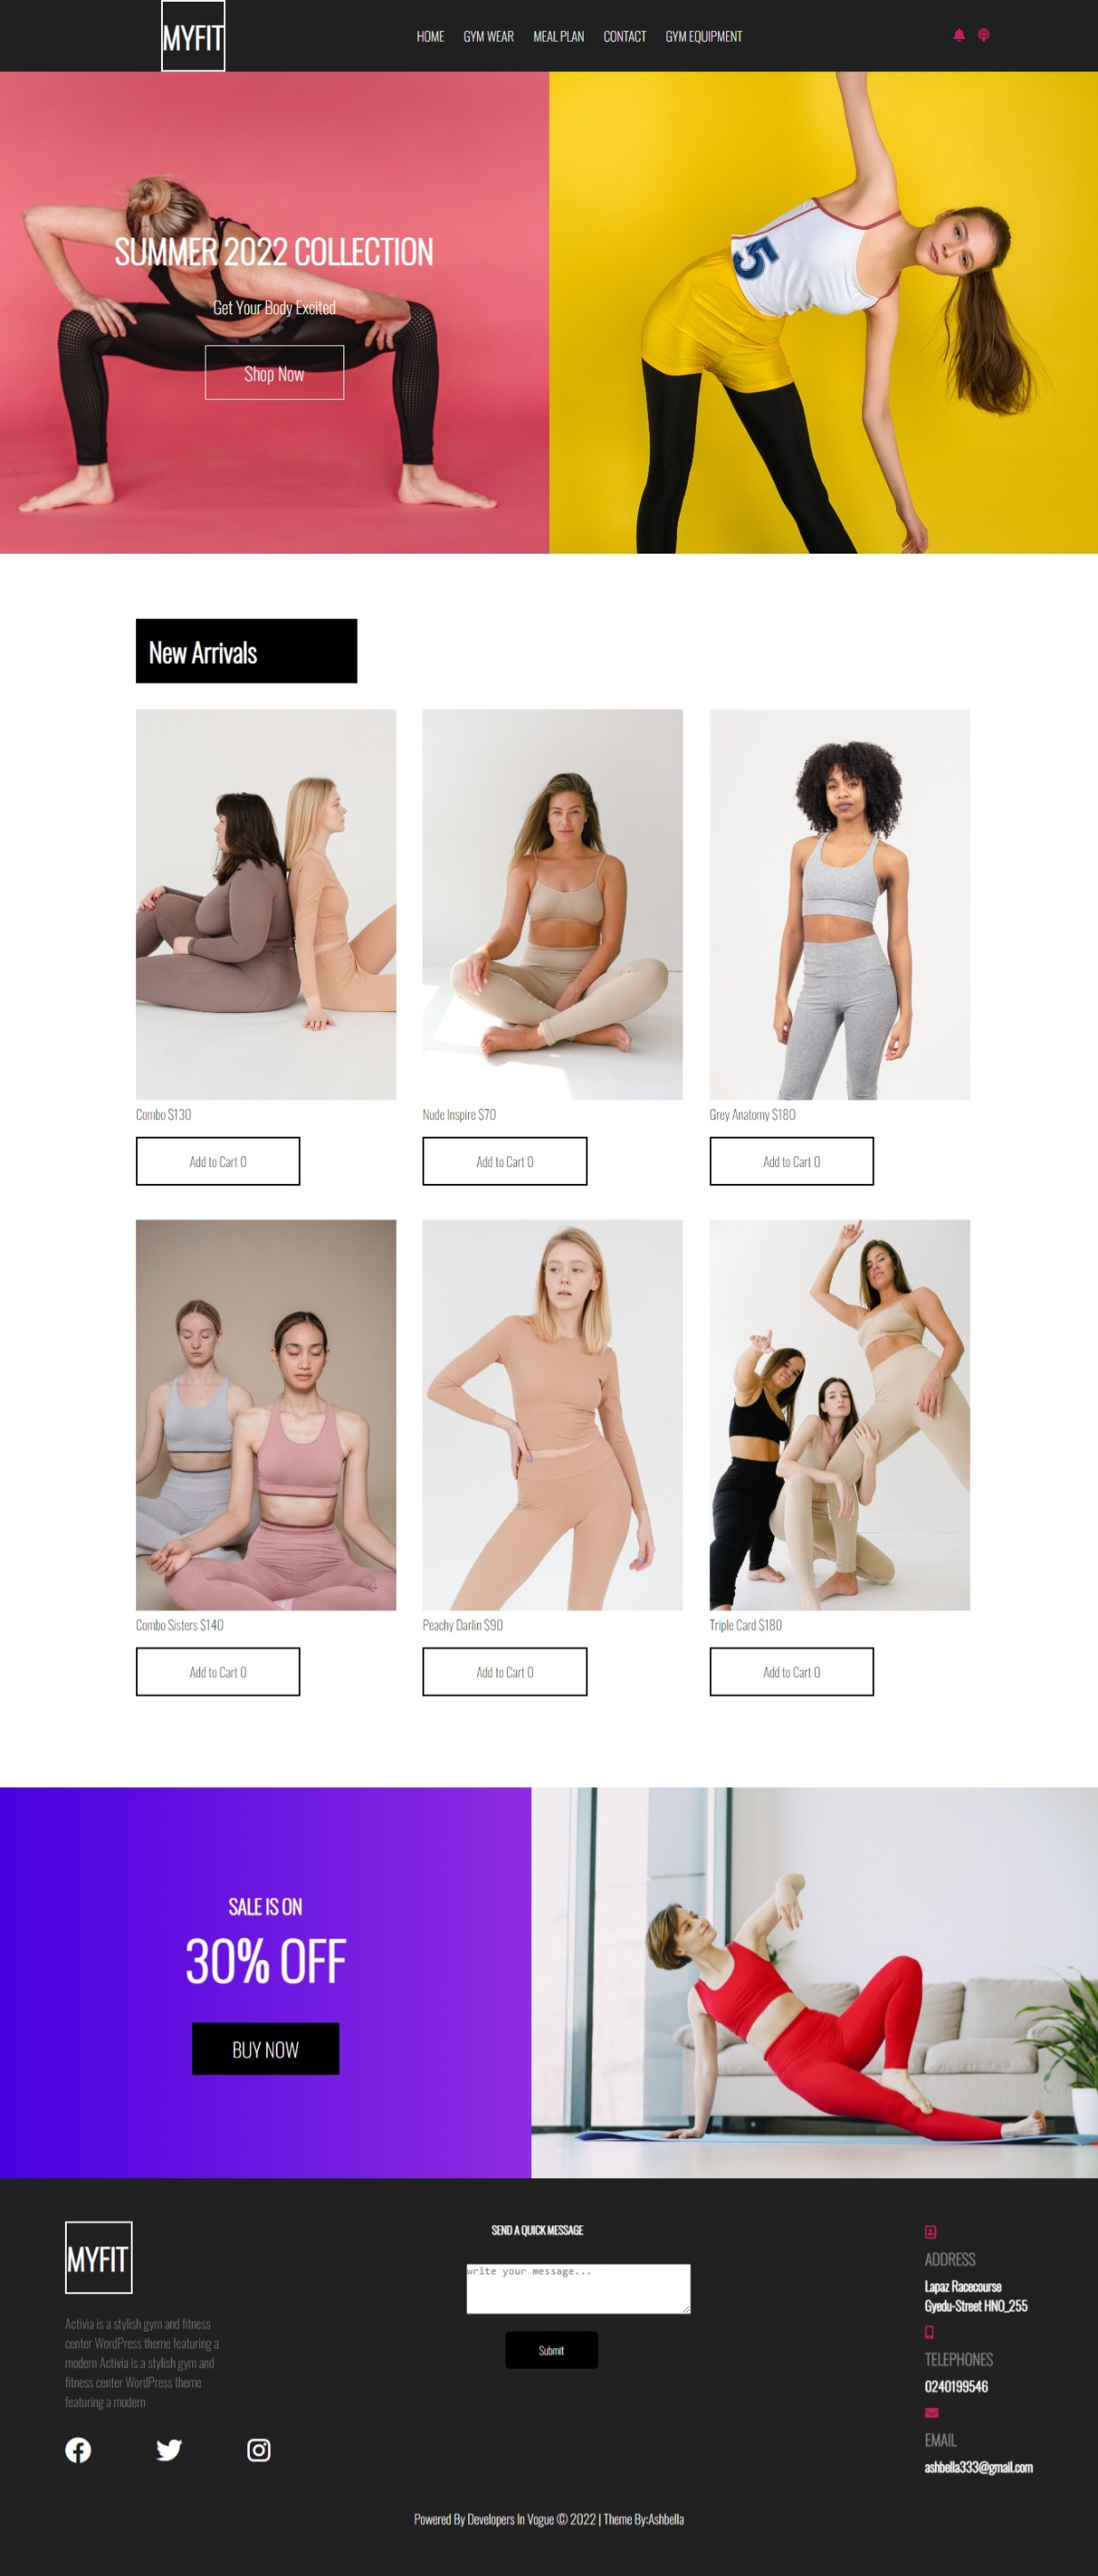 MYFIT
HOME
GYM WEAR
MEAL PLAN
CONTACT
GYM EQUIPMENT
SUMMER 2022 COLLECTION
Get Your Body Excited
Shop Now
5
New Arrivals
Combo $130
Nude Inspire $70
Grey Anatomy $180
Add to Cart 0
Add to Cart 0
Add to Cart 0
Combo Sisters $140
Peachy Darlin $90
Triple Card $180
Add to Cart 0
Add to Cart 0
Add to Cart 0
SALE IS ON
30% OFF
BUY NOW
MYFIT
Activia is a stylish gym and fitness
center WordPress theme featuring a
modern Activia is a stylish gym and
fitness center WordPress theme
featuring a modern
SEND A QUICK MESSAGE
write your message...
Submit
ADDRESS
Lapaz Racecourse
Gyedu-Street HNO_255
TELEPHONES
0240199546
EMAIL
ashbella333@gmail.com
Powered By Developers In Vogue © 2022 | Theme By:Ashbella